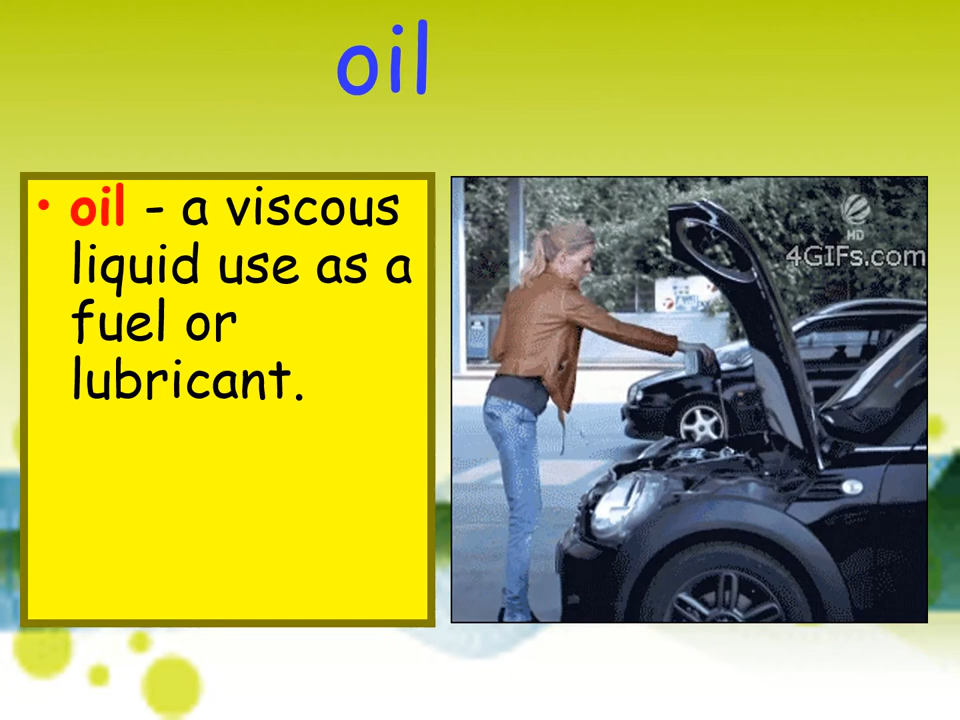 oil
• oil - a viscous
liquid use as a
fuel or
lubricant.
HD
4GIFs.com